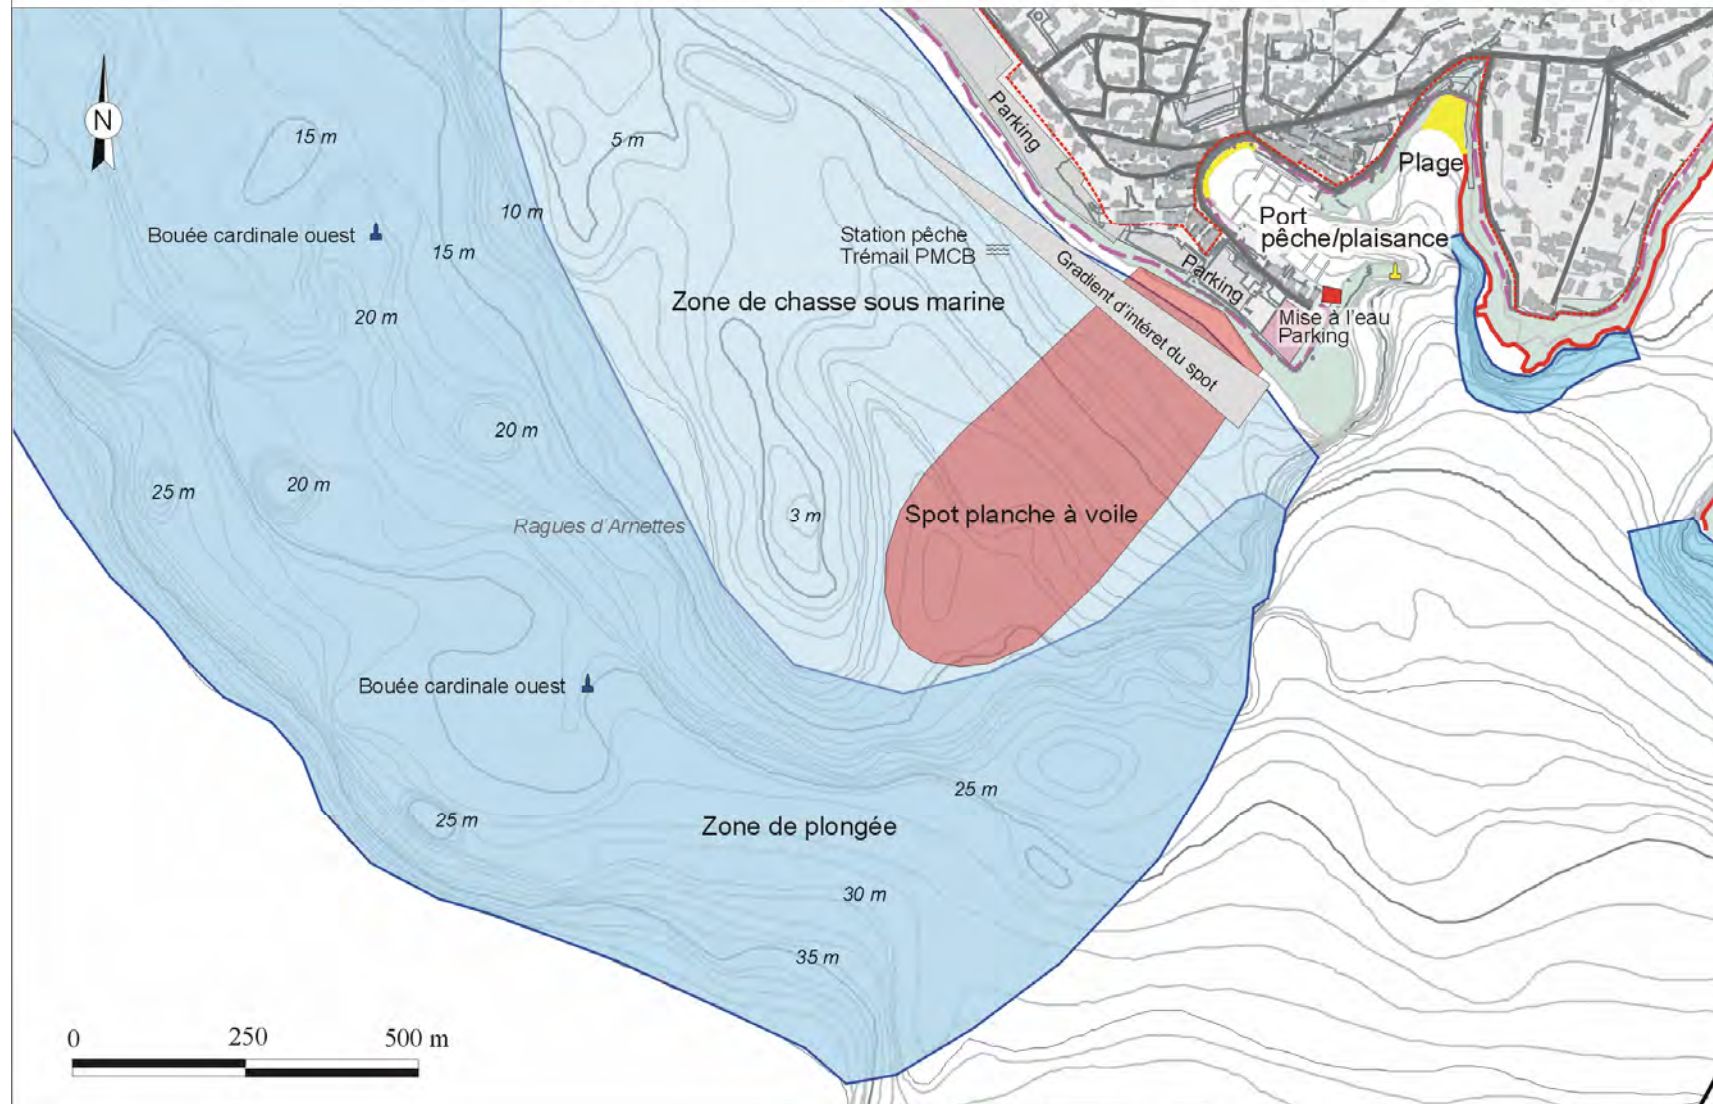 N
15 m
5 m
Parking
Plage
10 m
Bouée cardinale ouest
15 m
Station pêche
Trémail PMCB
Port
pêche/plaisance
Gradient d'intéret du spot
Parking
Zone de chasse sous marine
20 m
Mise à l'eau
Parking
20 m
25 m
20 m
Ragues d'Arnettes
3 m
Spot planche à voile
Bouée cardinale ouest
25 m
25 m
Zone de plongée
30 m
35 m
0 250 500 m